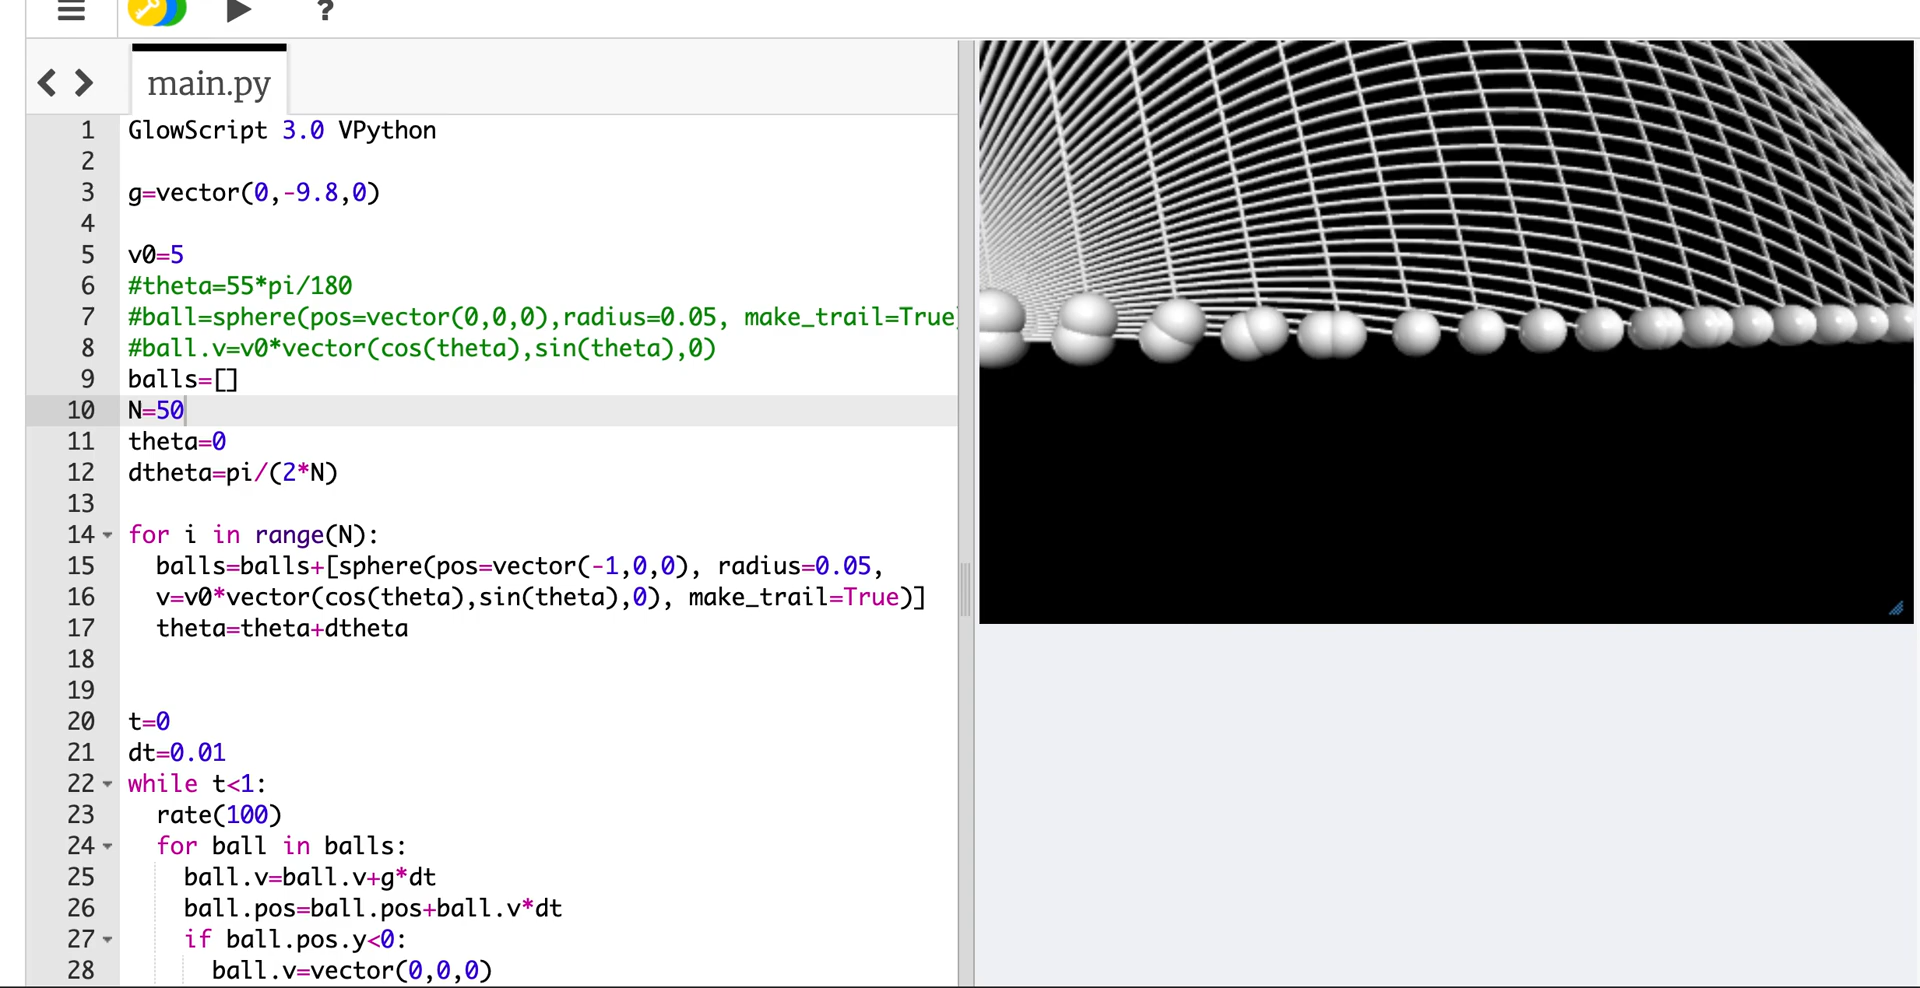 ?
main.py
1 GlowScript 3.0 VPython
2
3 g=vector(0,-9.8,0)
4
5 v0=5
6 #theta=55*pi/180
7 #ball=sphere(pos=vector(0,0,0),radius=0.05, make_trail=True)
8 #ball.v=v0*vector(cos(theta),sin(theta),0)
9 balls=[]
10 N=50
11 theta=0
12 dtheta=pi/(2*N)
13
14 for i in range(N):
15 balls=balls+[sphere(pos=vector(-1,0,0), radius=0.05,
16 v=v0*vector(cos(theta),sin(theta),0), make_trail=True)]
17 theta=theta+dtheta
18
19
20 t=0
21 dt=0.01
22 while t<1:
23 rate(100)
24 for ball in balls:
25 ball.v=ball.v+g*dt
26 ball.pos=ball.pos+ball.v*dt
27 if ball.pos.y<0:
28 ball.v=vector(0,0,0)